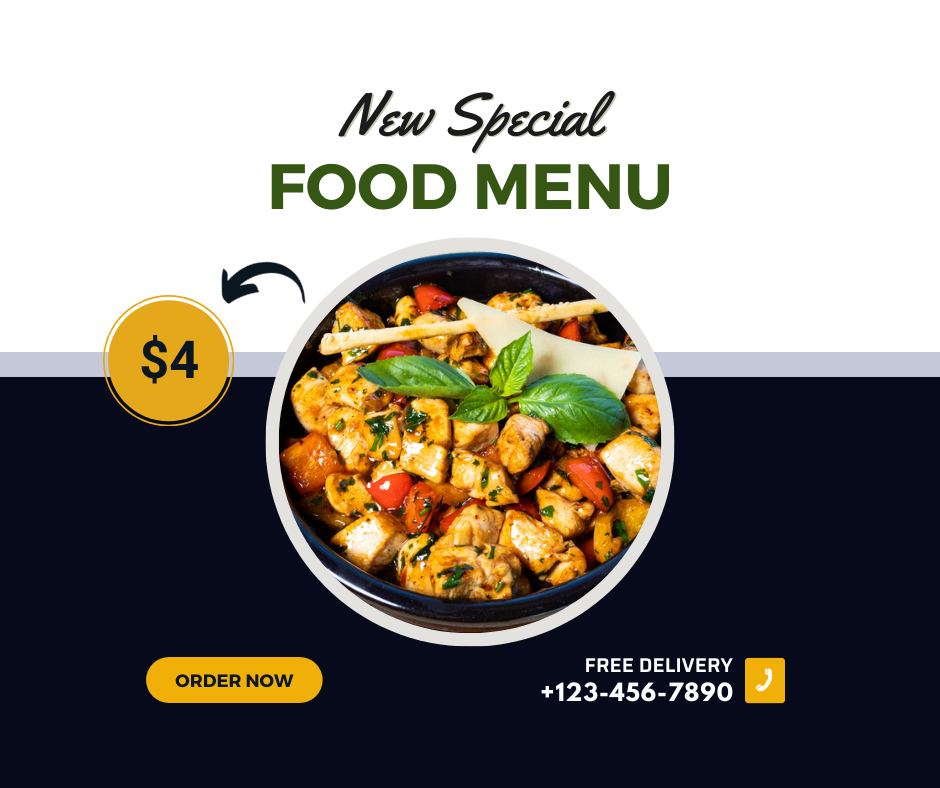 New Special
FOOD MENU
$4
ORDER NOW
FREE DELIVERY
+123-456-7890